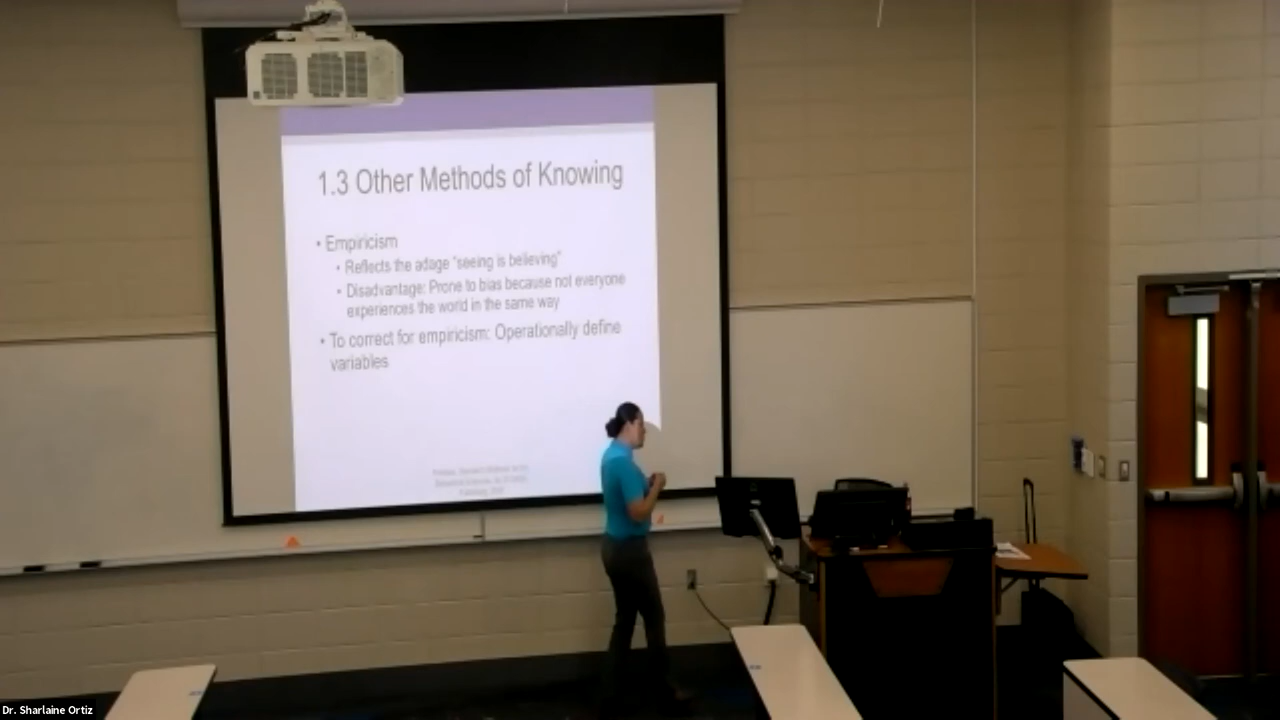 1.3 Other Methods of Knowing
• Empiricism
• Reflects the adage "seeing is believing"
• Disadvantage: Prone to bias because not everyone
experiences the world in the same way
• To correct for empiricism: Operationally define
variables
Dr. Sharlaine Ortiz